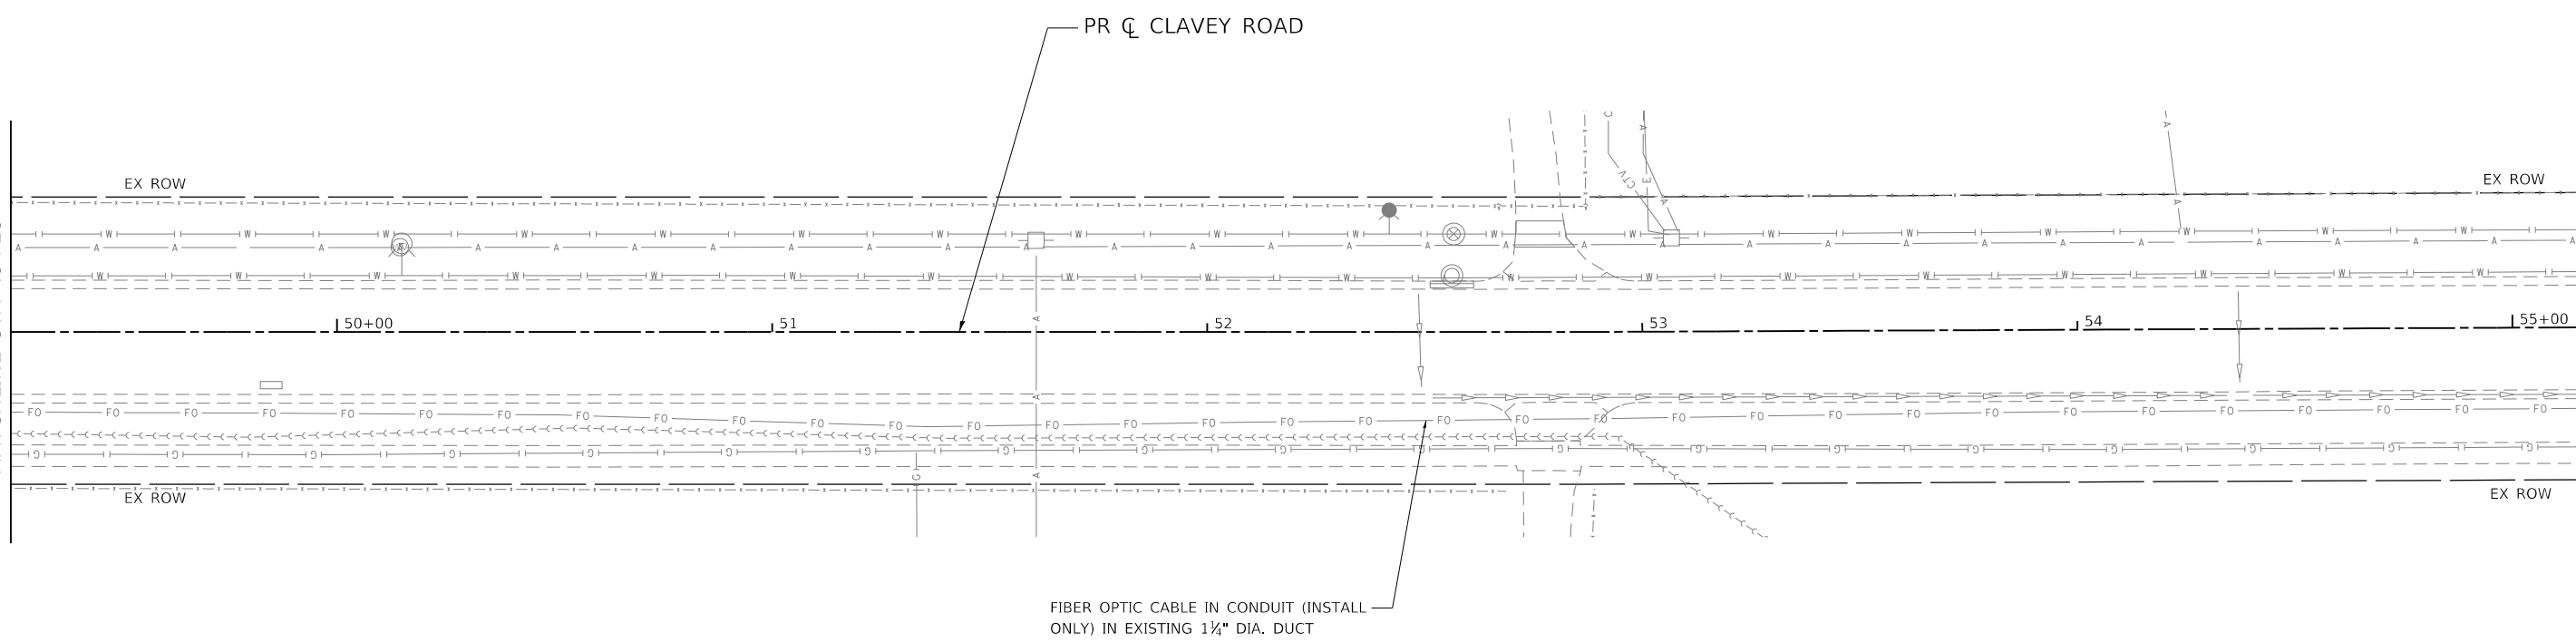 PR ℄ CLAVEY ROAD
EX ROW
EX ROW
50+00
51
52
53
54
55+00
EX ROW
EX ROW
FIBER OPTIC CABLE IN CONDUIT (INSTALL
ONLY) IN EXISTING 1¼" DIA. DUCT